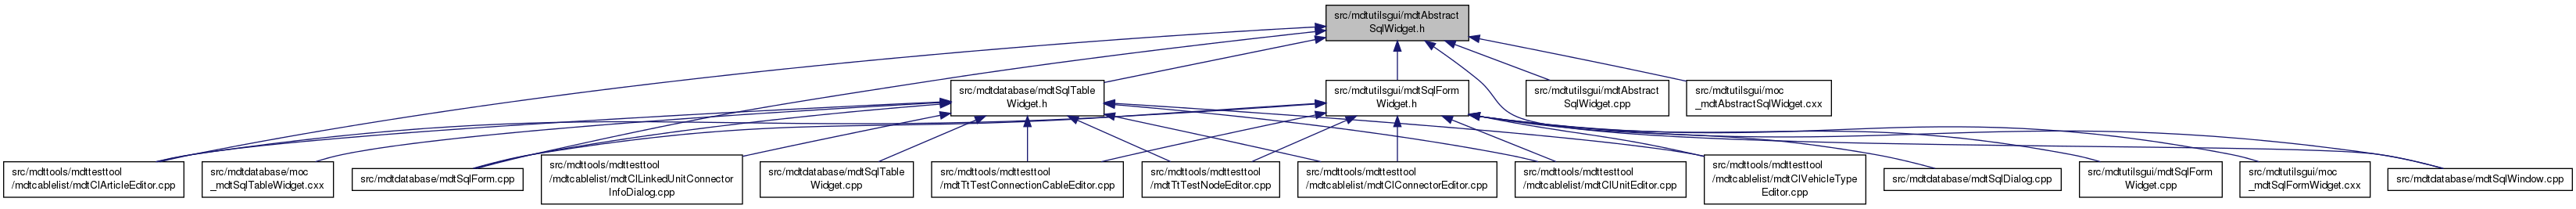 src/mdtutilsgui/mdtAbstract
SqlWidget.h
src/mdtdatabase/mdtSqlTable
Widget.h
src/mdtutilsgui/mdtSqlForm
Widget.h
src/mdtutilsgui/mdtAbstract
SqlWidget.cpp
src/mdtutilsgui/moc
_mdtAbstractSqlWidget.cxx
src/mdttools/mdttesttool
/mdtcablelist/mdtClArticleEditor.cpp
src/mdtdatabase/moc
_mdtSqlTableWidget.cxx
src/mdtdatabase/mdtSqlForm.cpp
src/mdttools/mdttesttool
/mdtcablelist/mdtClLinkedUnitConnector
InfoDialog.cpp
src/mdtdatabase/mdtSqlTable
Widget.cpp
src/mdttools/mdttesttool
/mdtTtTestConnectionCableEditor.cpp
src/mdttools/mdttesttool
/mdtTtTestNodeEditor.cpp
src/mdttools/mdttesttool
/mdtcablelist/mdtClConnectorEditor.cpp
src/mdttools/mdttesttool
/mdtcablelist/mdtClUnitEditor.cpp
src/mdttools/mdttesttool
/mdtcablelist/mdtClVehicleType
Editor.cpp
src/mdtdatabase/mdtSqlDialog.cpp
src/mdtutilsgui/mdtSqlForm
Widget.cpp
src/mdtutilsgui/moc
_mdtSqlFormWidget.cxx
src/mdtdatabase/mdtSqlWindow.cpp